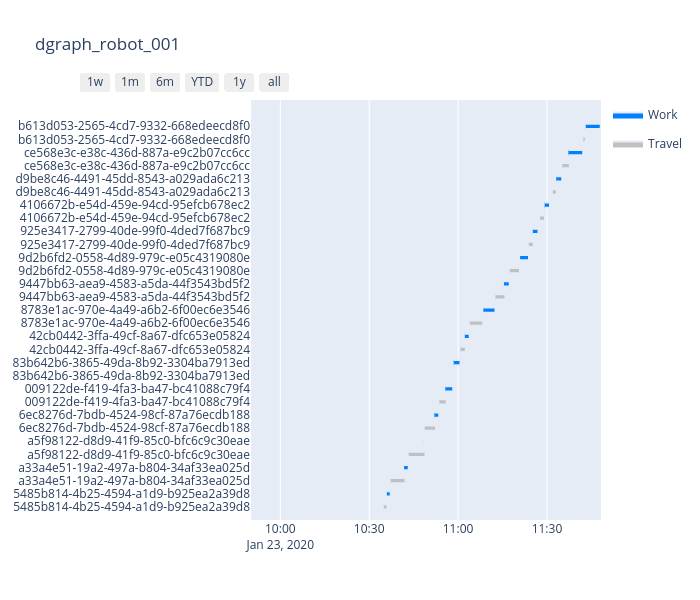 dgraph_robot_001
1w 1m 6m YTD 1y all
Work
Travel
b613d053-2565-4cd7-9332-668edeecd8f0
b613d053-2565-4cd7-9332-668edeecd8f0
ce568e3c-e38c-436d-887a-e9c2b07cc6cc
ce568e3c-e38c-436d-887a-e9c2b07cc6cc
d9be8c46-4491-45dd-8543-a029ada6c213
d9be8c46-4491-45dd-8543-a029ada6c213
4106672b-e54d-459e-94cd-95efcb678ec2
4106672b-e54d-459e-94cd-95efcb678ec2
925e3417-2799-40de-99f0-4ded7f687bc9
925e3417-2799-40de-99f0-4ded7f687bc9
9d2b6fd2-0558-4d89-979c-e05c4319080e
9d2b6fd2-0558-4d89-979c-e05c4319080e
9447bb63-aea9-4583-a5da-44f3543bd5f2
9447bb63-aea9-4583-a5da-44f3543bd5f2
8783e1ac-970e-4a49-a6b2-6f00ec6e3546
8783e1ac-970e-4a49-a6b2-6f00ec6e3546
42cb0442-3ffa-49cf-8a67-dfc653e05824
42cb0442-3ffa-49cf-8a67-dfc653e05824
83b642b6-3865-49da-8b92-3304ba7913ed
83b642b6-3865-49da-8b92-3304ba7913ed
009122de-f419-4fa3-ba47-bc41088c79f4
009122de-f419-4fa3-ba47-bc41088c79f4
6ec8276d-7bdb-4524-98cf-87a76ecdb188
6ec8276d-7bdb-4524-98cf-87a76ecdb188
a5f98122-d8d9-41f9-85c0-bfc6c9c30eae
a5f98122-d8d9-41f9-85c0-bfc6c9c30eae
a33a4e51-19a2-497a-b804-34af33ea025d
a33a4e51-19a2-497a-b804-34af33ea025d
5485b814-4b25-4594-a1d9-b925ea2a39d8
5485b814-4b25-4594-a1d9-b925ea2a39d8
10:00 10:30 11:00 11:30
Jan 23, 2020